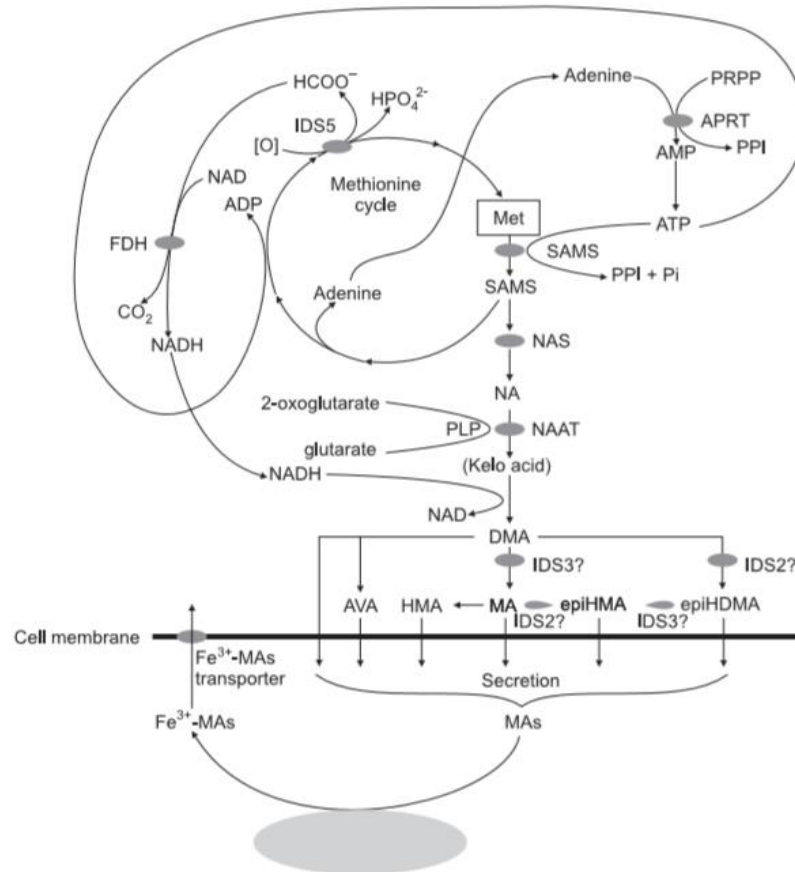 HCOO⁻
HPO₄²⁻
Adenine
PRPP
IDS5
[O]
APRT
AMP
PPI
NAD
ADP
Methionine
cycle
Met
ATP
FDH
SAMS
PPI + Pi
Adenine
SAMS
CO₂
NADH
NAS
NA
2-oxoglutarate
PLP
NAAT
glutarate
(Kelo acid)
NADH
NAD
DMA
IDS3?
IDS2?
AVA
HMA
MA
epiHMA
epiHDMA
IDS2?
IDS3?
Cell membrane
Fe³⁺-MAs
transporter
Secretion
Fe³⁺-MAs
MAs